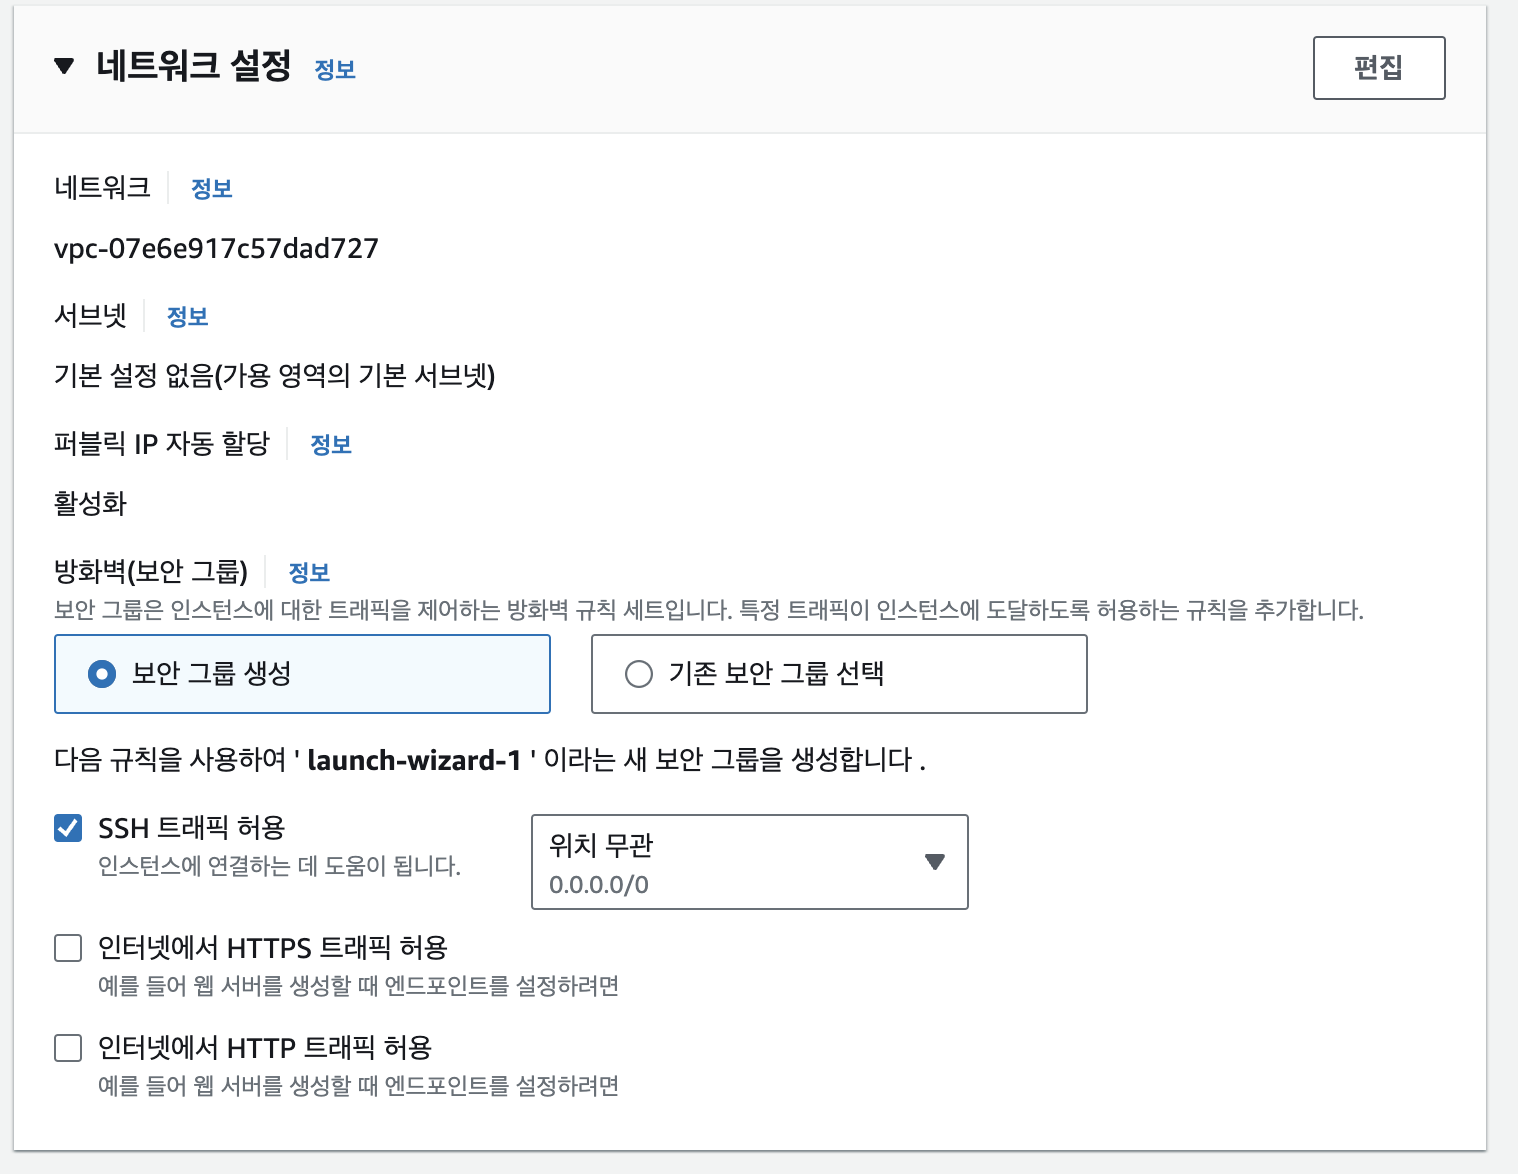 네트워크 설정 정보
편집
네트워크 정보
vpc-07e6e917c57dad727
서브넷 정보
기본 설정 없음(가용 영역의 기본 서브넷)
퍼블릭 IP 자동 할당 정보
활성화
방화벽(보안 그룹) 정보
보안 그룹은 인스턴스에 대한 트래픽을 제어하는 방화벽 규칙 세트입니다. 특정 트래픽이 인스턴스에 도달하도록 허용하는 규칙을 추가합니다.
보안 그룹 생성
기존 보안 그룹 선택
다음 규칙을 사용하여 ' launch-wizard-1 ' 이라는 새 보안 그룹을 생성합니다 .
SSH 트래픽 허용
인스턴스에 연결하는 데 도움이 됩니다.
위치 무관
0.0.0.0/0
인터넷에서 HTTPS 트래픽 허용
예를 들어 웹 서버를 생성할 때 엔드포인트를 설정하려면
인터넷에서 HTTP 트래픽 허용
예를 들어 웹 서버를 생성할 때 엔드포인트를 설정하려면